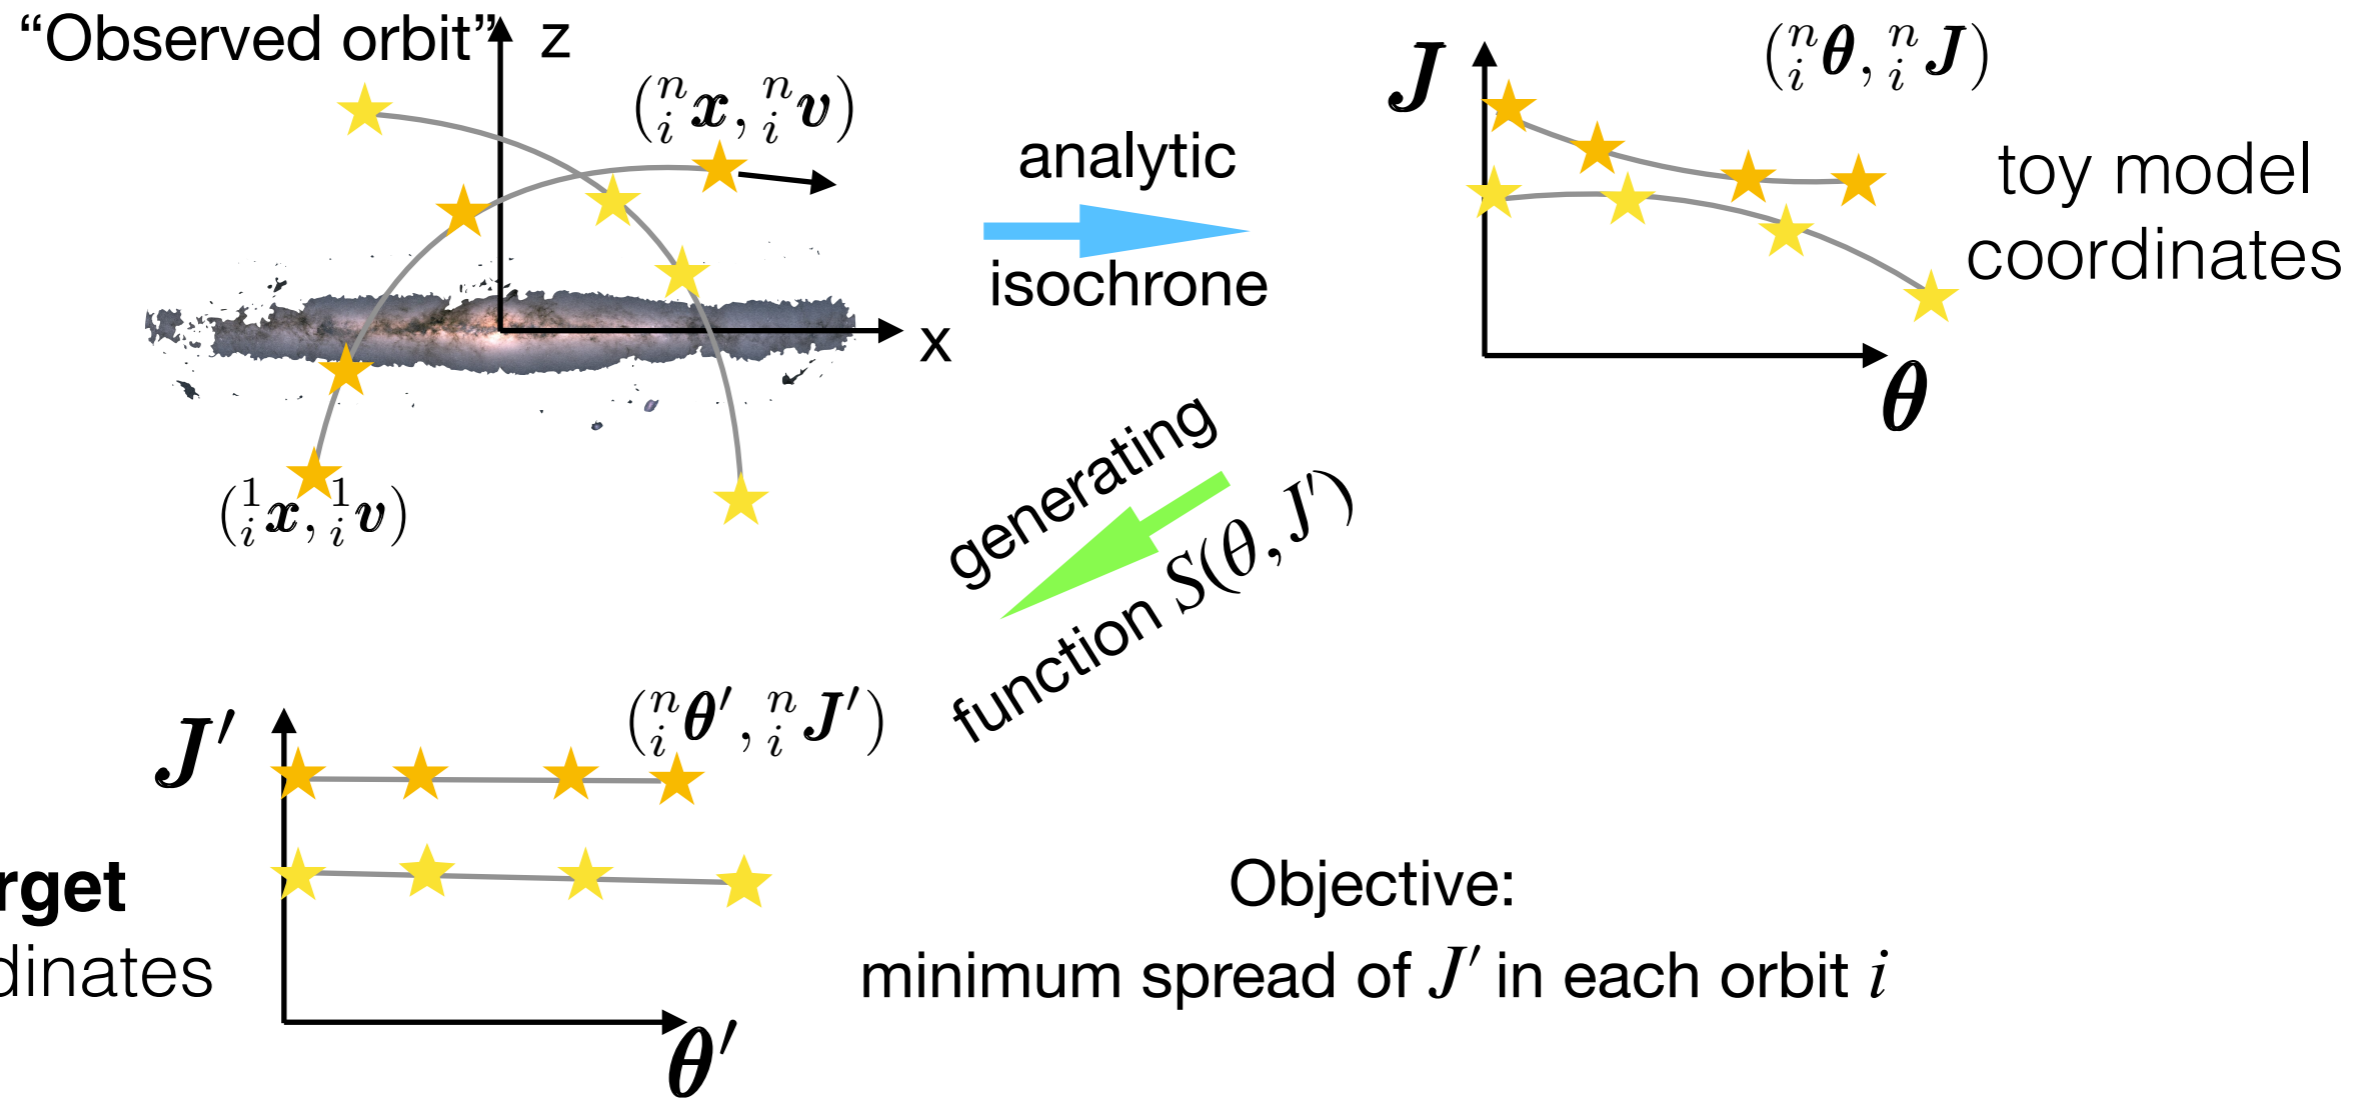 “Observed orbit”
z
(ⁿᵢ𝒙, ⁿᵢ𝒗)
x
(¹ᵢ𝒙, ¹ᵢ𝒗)
analytic
isochrone
J
(ⁿᵢ𝜽, ⁿᵢ𝑱)
toy model
coordinates
θ
generating
function S(θ, J′)
J′
(ⁿᵢ𝜽′, ⁿᵢ𝑱′)
rget
dinates
θ′
Objective:
minimum spread of J′ in each orbit i